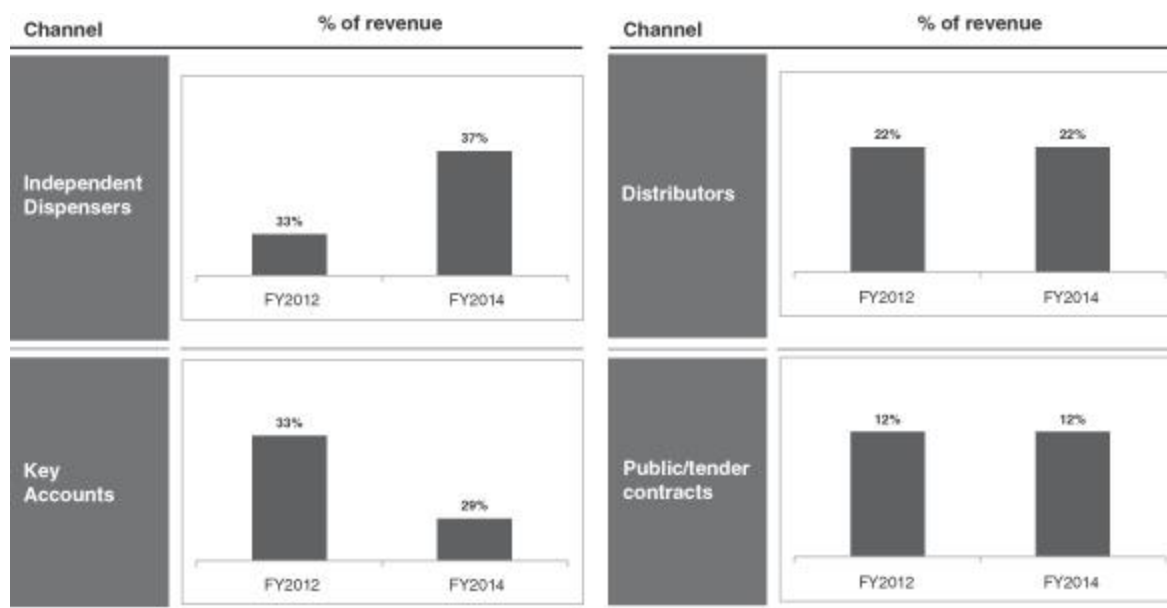 Channel
% of revenue
Independent
Dispensers
33%
37%
FY2012
FY2014
Key
Accounts
33%
29%
FY2012
FY2014
Channel
% of revenue
Distributors
22%
22%
FY2012
FY2014
Public/tender
contracts
12%
12%
FY2012
FY2014